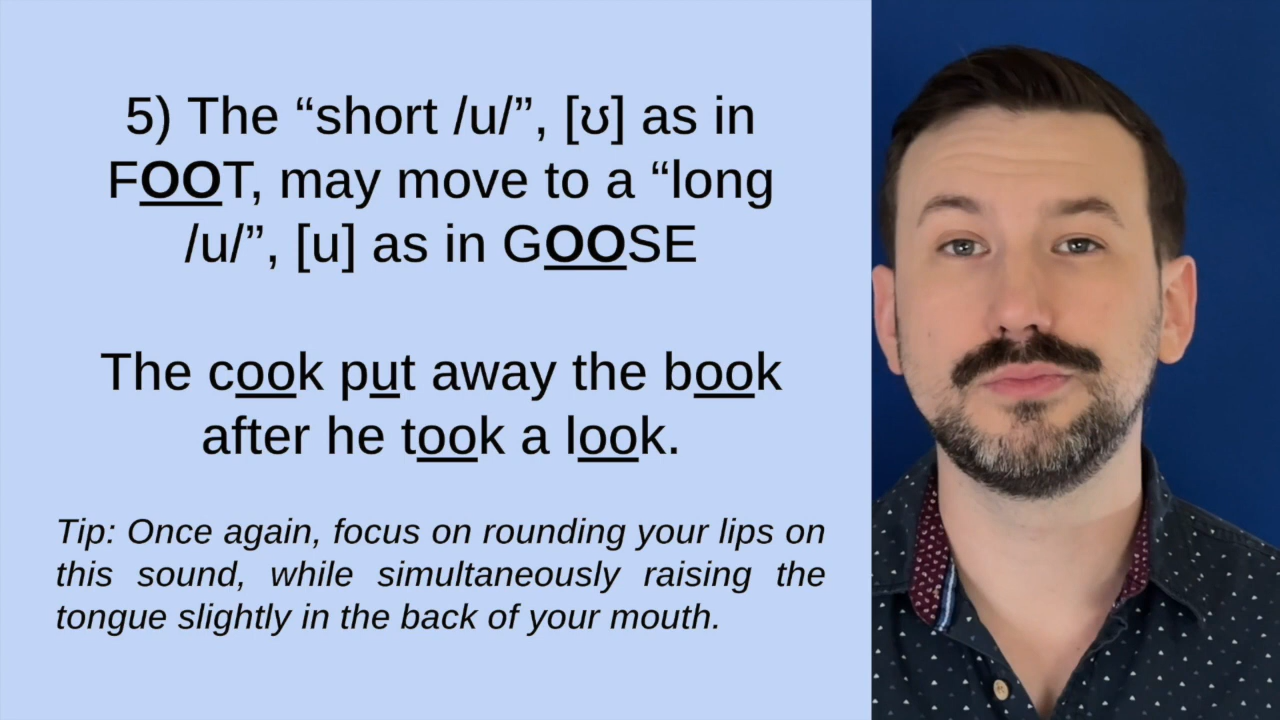 5) The “short /u/”, [ʊ] as in
FOOT, may move to a “long
/u/”, [u] as in GOOSE
The cook put away the book
after he took a look.
Tip: Once again, focus on rounding your lips on
this sound, while simultaneously raising the
tongue slightly in the back of your mouth.